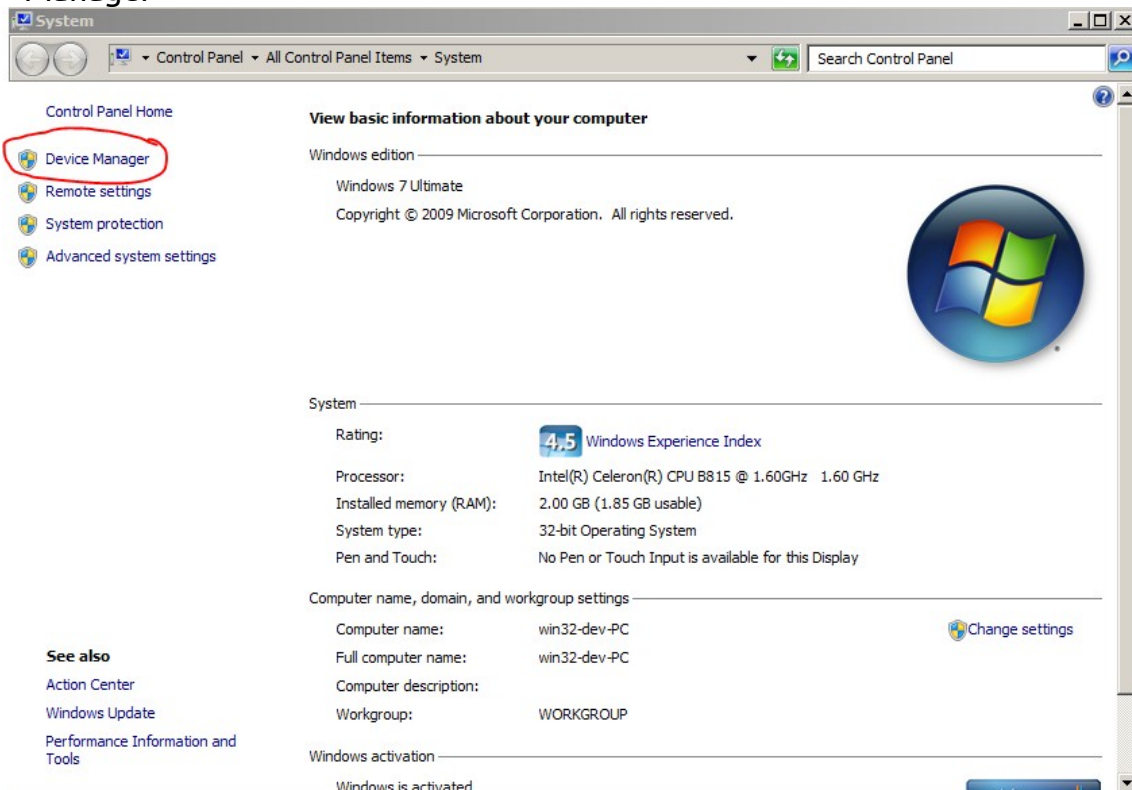 Manager
System
Control Panel All Control Panel Items System
Search Control Panel
Control Panel Home
Device Manager
Remote settings
System protection
Advanced system settings
See also
Action Center
Windows Update
Performance Information and
Tools
View basic information about your computer
Windows edition
Windows 7 Ultimate
Copyright © 2009 Microsoft Corporation. All rights reserved.
System
Rating: 4,5 Windows Experience Index
Processor: Intel(R) Celeron(R) CPU B815 @ 1.60GHz 1.60 GHz
Installed memory (RAM): 2.00 GB (1.85 GB usable)
System type: 32-bit Operating System
Pen and Touch: No Pen or Touch Input is available for this Display
Computer name, domain, and workgroup settings
Computer name: win32-dev-PC Change settings
Full computer name: win32-dev-PC
Computer description:
Workgroup: WORKGROUP
Windows activation
Windows is activated